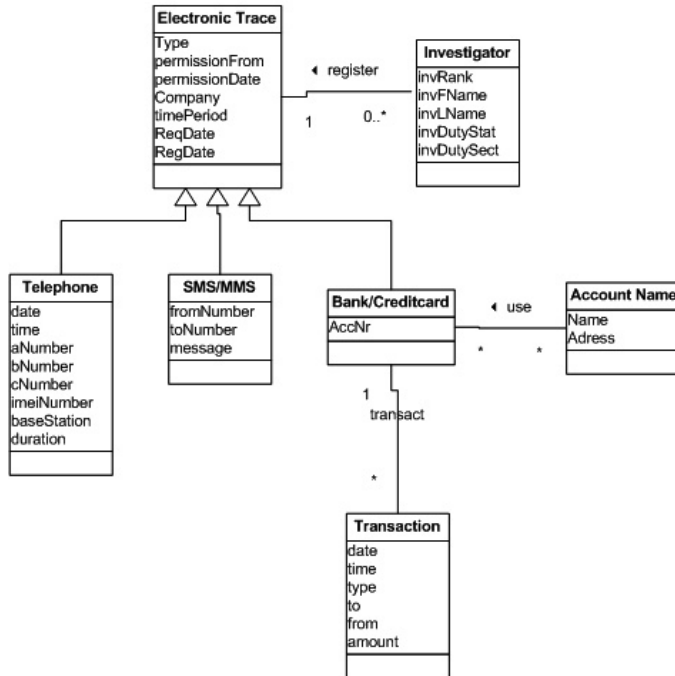 Electronic Trace
Type
permissionFrom
permissionDate
Company
timePeriod
ReqDate
RegDate
register
1
0..*
Investigator
invRank
invFName
invLName
invDutyStat
invDutySect
Telephone
date
time
aNumber
bNumber
cNumber
imeiNumber
baseStation
duration
SMS/MMS
fromNumber
toNumber
message
Bank/Creditcard
AccNr
use
*
*
Account Name
Name
Adress
1
transact
*
Transaction
date
time
type
to
from
amount